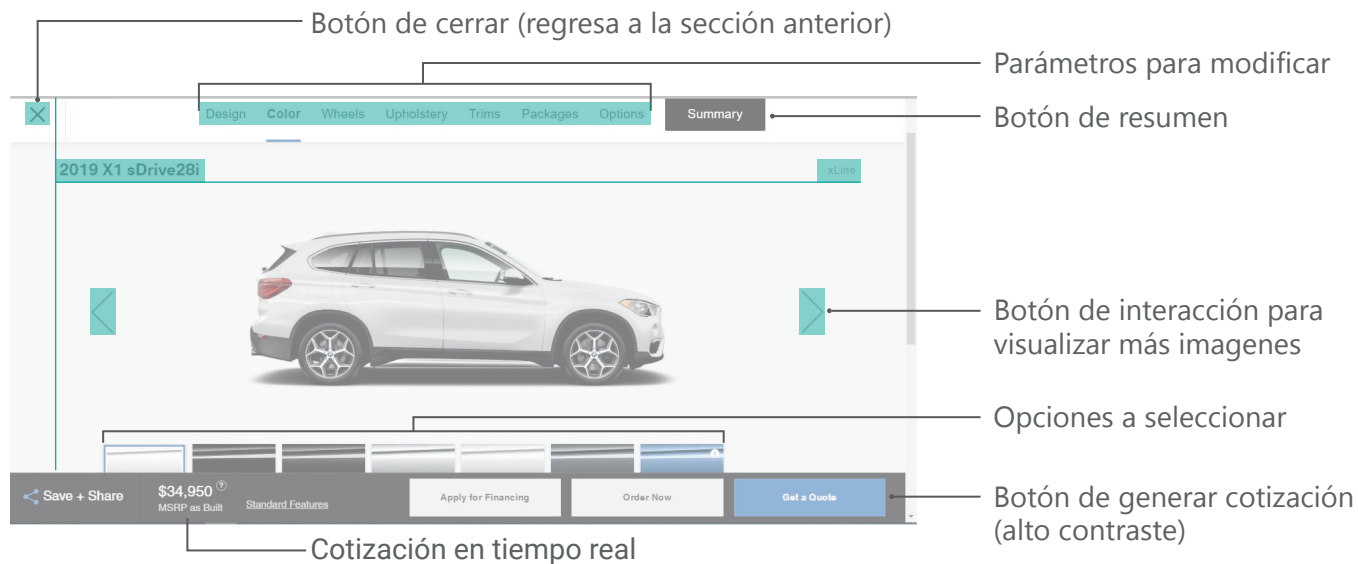 Botón de cerrar (regresa a la sección anterior)
Parámetros para modificar
Design Color Wheels Upholstery Trims Packages Options Summary
Botón de resumen
2019 X1 sDrive28i
xLine
Botón de interacción para
visualizar más imagenes
Opciones a seleccionar
Save + Share
$34,950 ?
MSRP as Built
Standard Features
Apply for Financing
Order Now
Get a Quote
Botón de generar cotización
(alto contraste)
Cotización en tiempo real